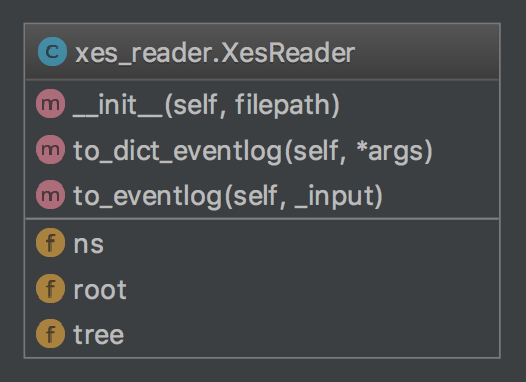 C xes_reader.XesReader
m __init__(self, filepath)
m to_dict_eventlog(self, *args)
m to_eventlog(self, _input)
f ns
f root
f tree